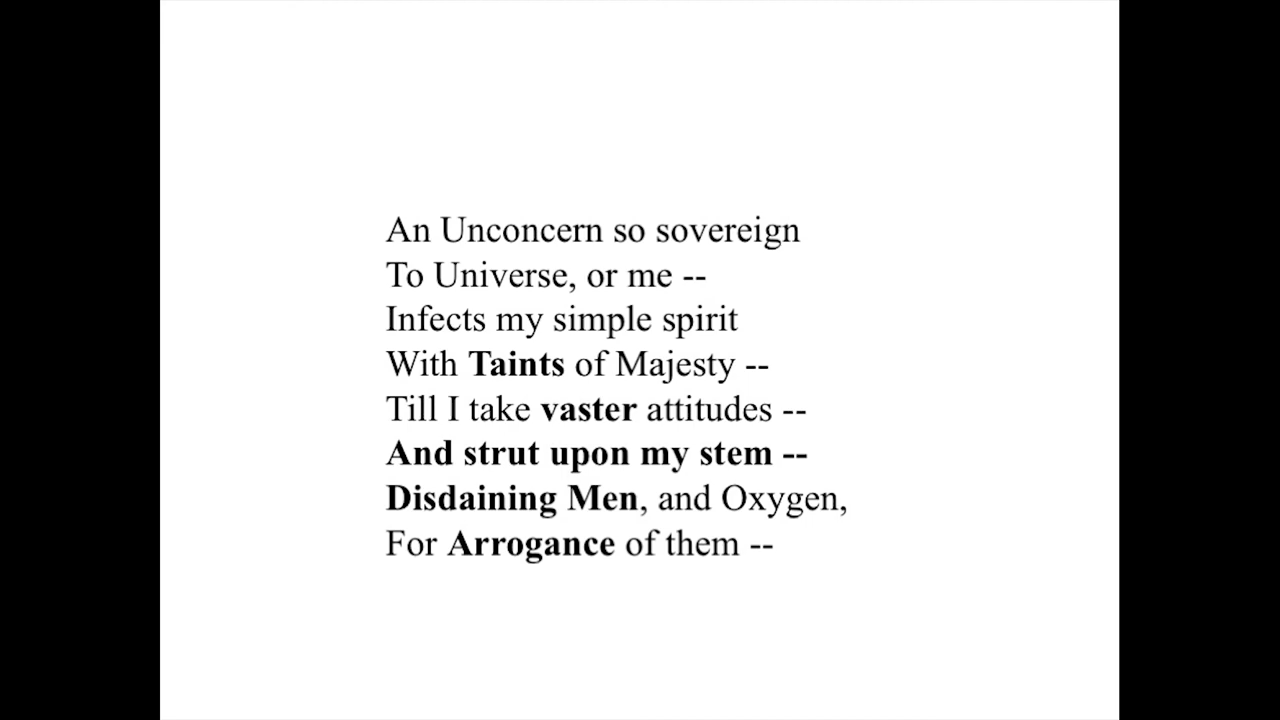 An Unconcern so sovereign
To Universe, or me --
Infects my simple spirit
With Taints of Majesty --
Till I take vaster attitudes --
And strut upon my stem --
Disdaining Men, and Oxygen,
For Arrogance of them --